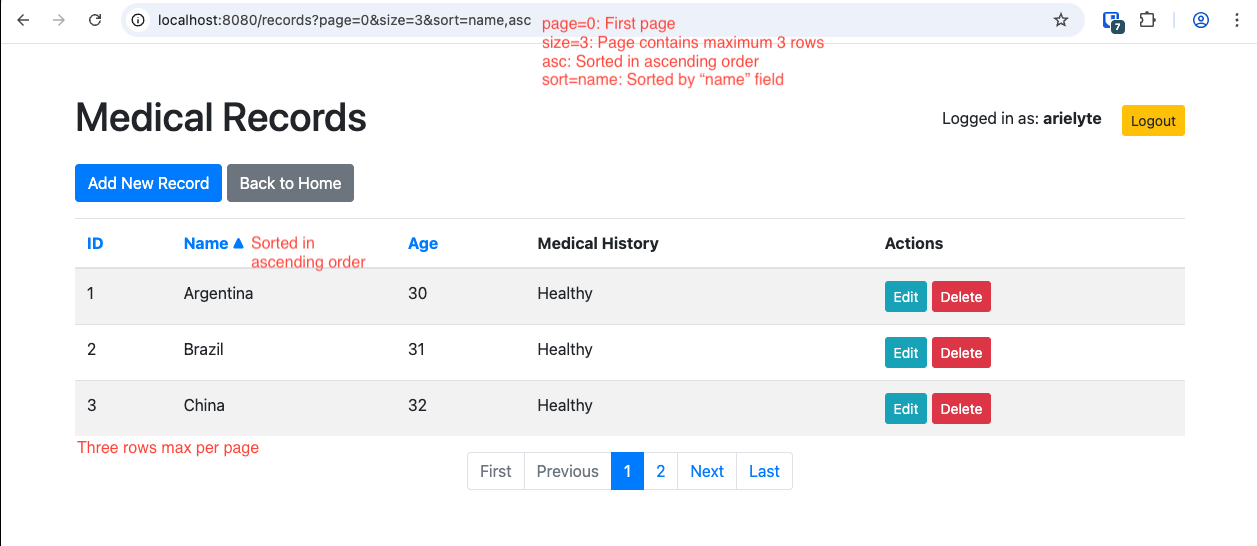 localhost:8080/records?page=0&size=3&sort=name,asc
page=0: First page
size=3: Page contains maximum 3 rows
asc: Sorted in ascending order
sort=name: Sorted by “name” field
7
Medical Records
Logged in as: arielyte
Logout
Add New Record
Back to Home
ID Name ▲ Age Medical History Actions
Sorted in
ascending order
1 Argentina 30 Healthy Edit Delete
2 Brazil 31 Healthy Edit Delete
3 China 32 Healthy Edit Delete
Three rows max per page
First Previous 1 2 Next Last